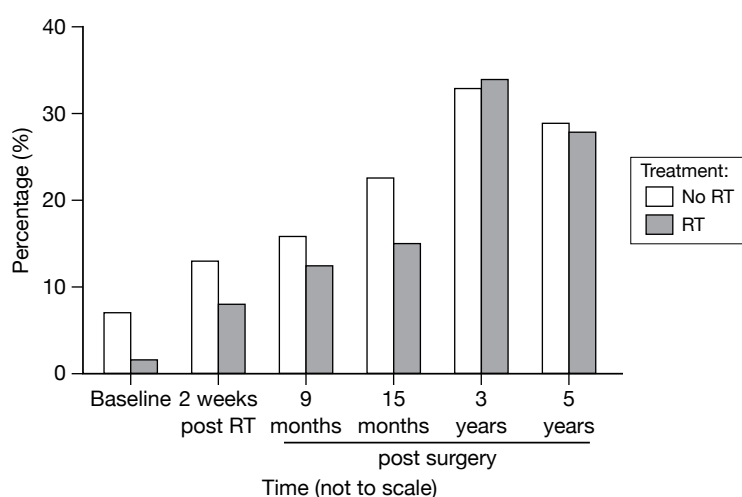 40
30
20
10
0
Percentage (%)
Baseline
2 weeks
post RT
9
months
15
months
3
years
5
years
post surgery
Time (not to scale)
Treatment:
No RT
RT